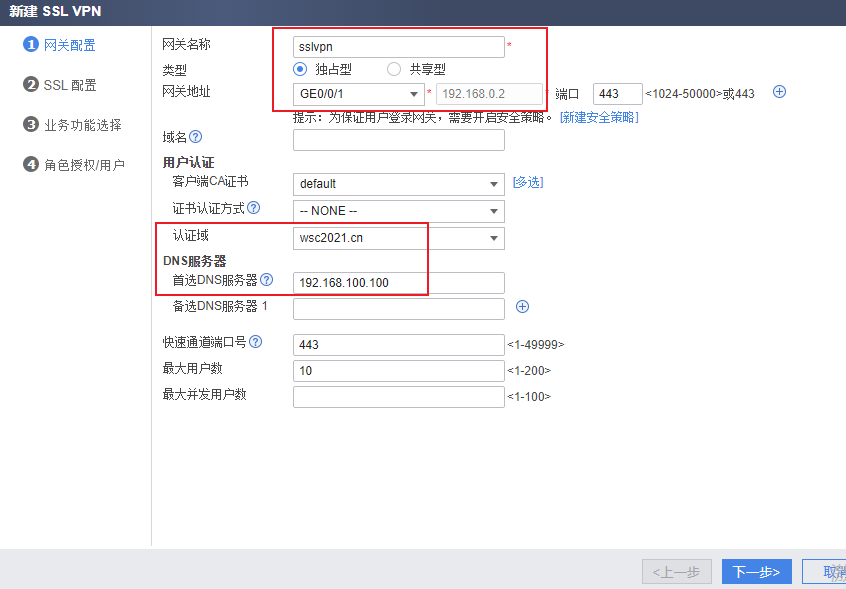 新建 SSL VPN
1 网关配置
2 SSL 配置
3 业务功能选择
4 角色授权/用户
网关名称 sslvpn *
类型 独占型 共享型
网关地址 GE0/0/1 * 192.168.0.2 * 端口 443 <1024-50000>或443
提示：为保证用户登录网关，需要开启安全策略。 [新建安全策略]
域名
用户认证
客户端CA证书 default [多选]
证书认证方式 -- NONE --
认证域 wsc2021.cn
DNS服务器
首选DNS服务器 192.168.100.100
备选DNS服务器 1
快速通道端口号 443 <1-49999>
最大用户数 10 <1-200>
最大并发用户数 <1-100>
<上一步 下一步> 取